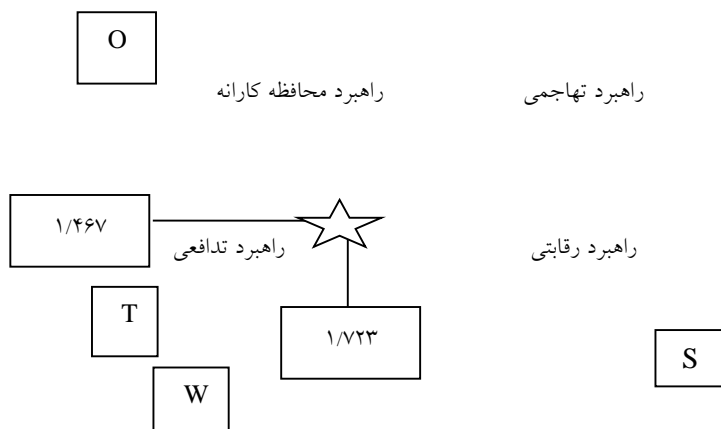 O
راهبرد تهاجمی
راهبرد محافظه کارانه
۱/۴۶۷
راهبرد رقابتی
راهبرد تدافعی
T
۱/۷۲۳
S
W